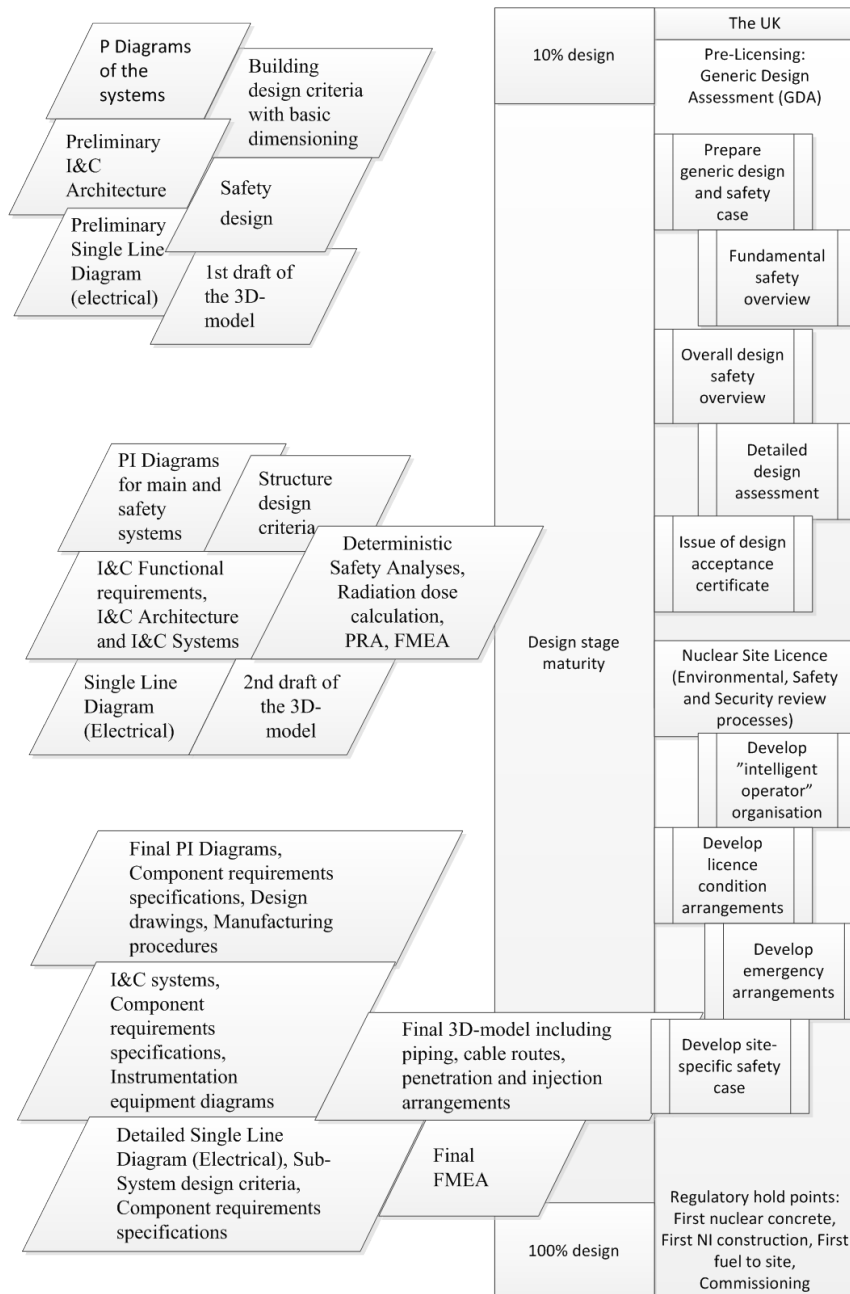 P Diagrams
of the
systems
Building
design criteria
with basic
dimensioning
Preliminary
I&C
Architecture
Safety
design
Preliminary
Single Line
Diagram
(electrical)
1st draft of
the 3D-
model
PI Diagrams
for main and
safety
systems
Structure
design
criteria
I&C Functional
requirements,
I&C Architecture
and I&C Systems
Deterministic
Safety Analyses,
Radiation dose
calculation,
PRA, FMEA
Single Line
Diagram
(Electrical)
2nd draft of
the 3D-
model
Final PI Diagrams,
Component requirements
specifications, Design
drawings, Manufacturing
procedures
I&C systems,
Component
requirements
specifications,
Instrumentation
equipment diagrams
Final 3D-model including
piping, cable routes,
penetration and injection
arrangements
Detailed Single Line
Diagram (Electrical), Sub-
System design criteria,
Component requirements
specifications
Final
FMEA
10% design
Design stage
maturity
100% design
The UK
Pre-Licensing:
Generic Design
Assessment (GDA)
Prepare
generic design
and safety
case
Fundamental
safety
overview
Overall design
safety
overview
Detailed
design
assessment
Issue of design
acceptance
certificate
Nuclear Site Licence
(Environmental, Safety
and Security review
processes)
Develop
”intelligent
operator”
organisation
Develop
licence
condition
arrangements
Develop
emergency
arrangements
Develop site-
specific safety
case
Regulatory hold points:
First nuclear concrete,
First NI construction, First
fuel to site,
Commissioning